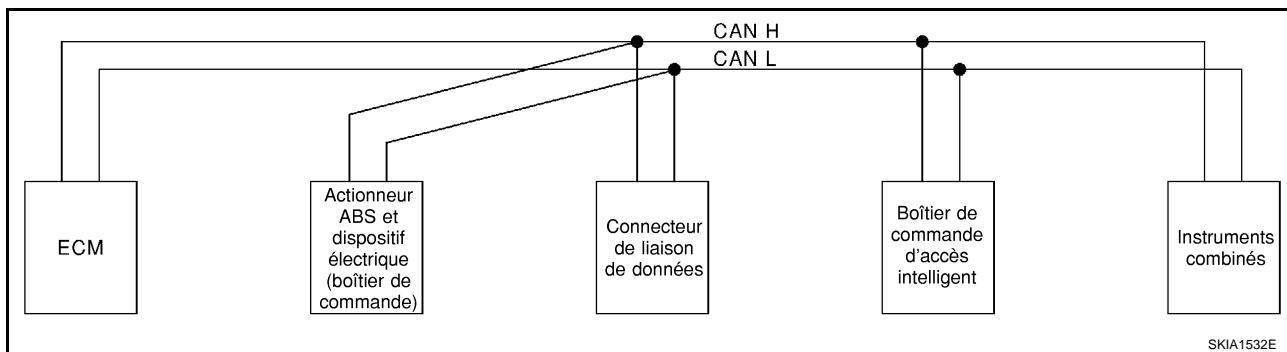 CAN H
CAN L
ECM
Actionneur
ABS et
dispositif
électrique
(boîtier de
commande)
Connecteur
de liaison
de données
Boîtier de
commande
d'accès
intelligent
Instruments
combinés
SKIA1532E